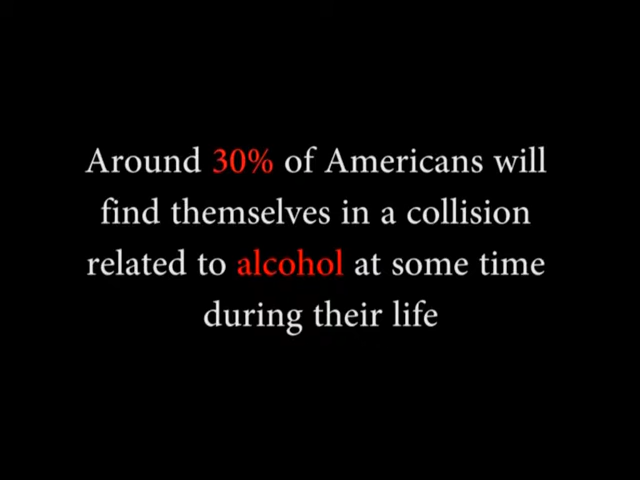 Around 30% of Americans will
find themselves in a collision
related to alcohol at some time
during their life